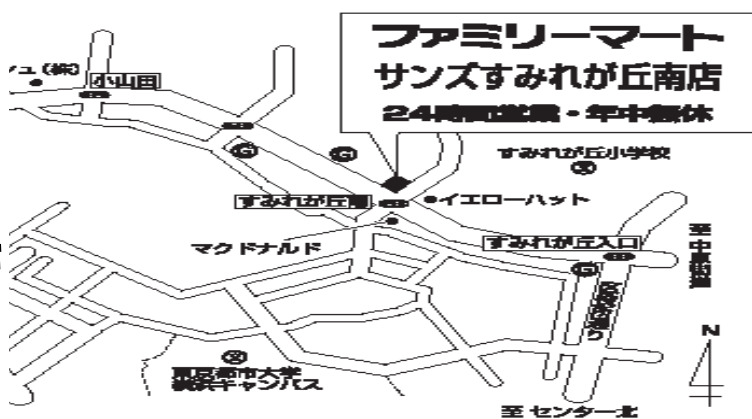 ファミリーマート
サンズすみれが丘南店
24時間営業・年中無休
小山田
すみれが丘小学校
すみれが丘南
イエローハット
マクドナルド
すみれが丘入口
至 中原街道
N
東京都市大学
横浜キャンパス
至 センター北
G
G
G